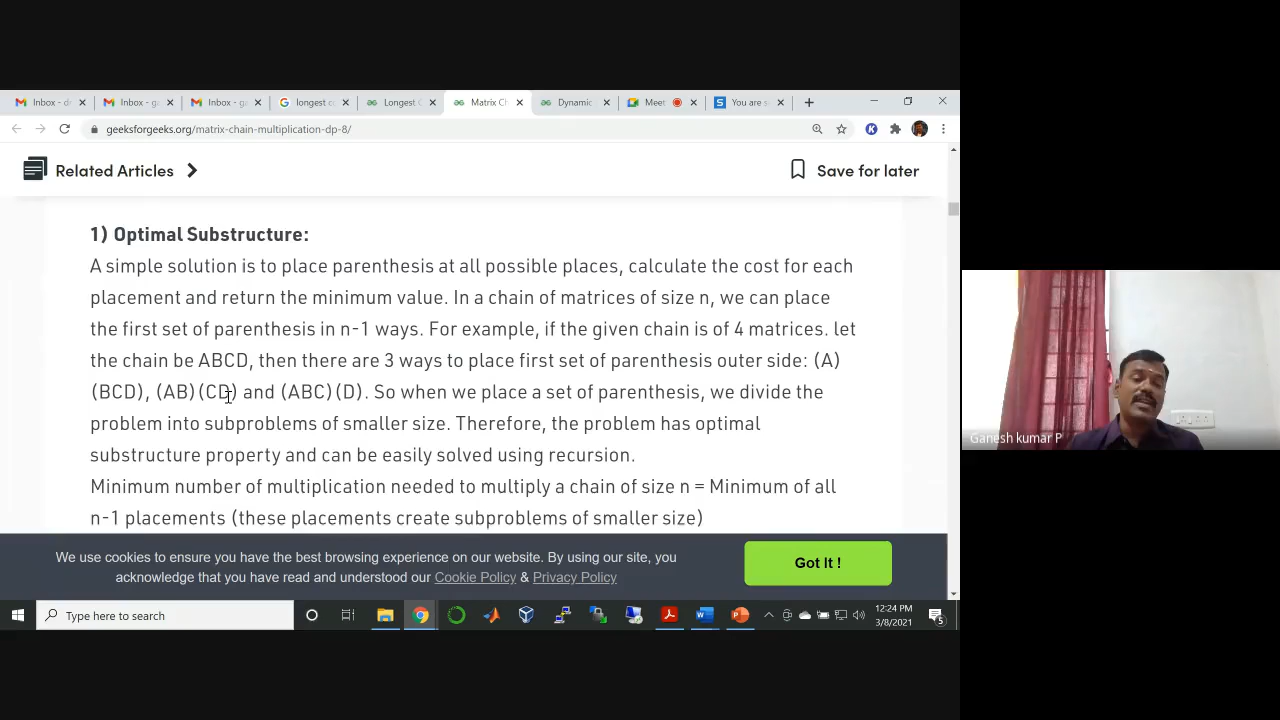 Inbox - d
Inbox - ga
Inbox - ga
longest c
Longest C
Matrix Ch
Dynamic
Meet
You are s
geeksforgeeks.org/matrix-chain-multiplication-dp-8/
Related Articles
Save for later
1) Optimal Substructure:
A simple solution is to place parenthesis at all possible places, calculate the cost for each
placement and return the minimum value. In a chain of matrices of size n, we can place
the first set of parenthesis in n-1 ways. For example, if the given chain is of 4 matrices. let
the chain be ABCD, then there are 3 ways to place first set of parenthesis outer side: (A)
(BCD), (AB)(CD) and (ABC)(D). So when we place a set of parenthesis, we divide the
problem into subproblems of smaller size. Therefore, the problem has optimal
substructure property and can be easily solved using recursion.
Minimum number of multiplication needed to multiply a chain of size n = Minimum of all
n-1 placements (these placements create subproblems of smaller size)
Ganesh kumar P
We use cookies to ensure you have the best browsing experience on our website. By using our site, you
acknowledge that you have read and understood our Cookie Policy & Privacy Policy
Got It !
Type here to search
12:24 PM
3/8/2021
5